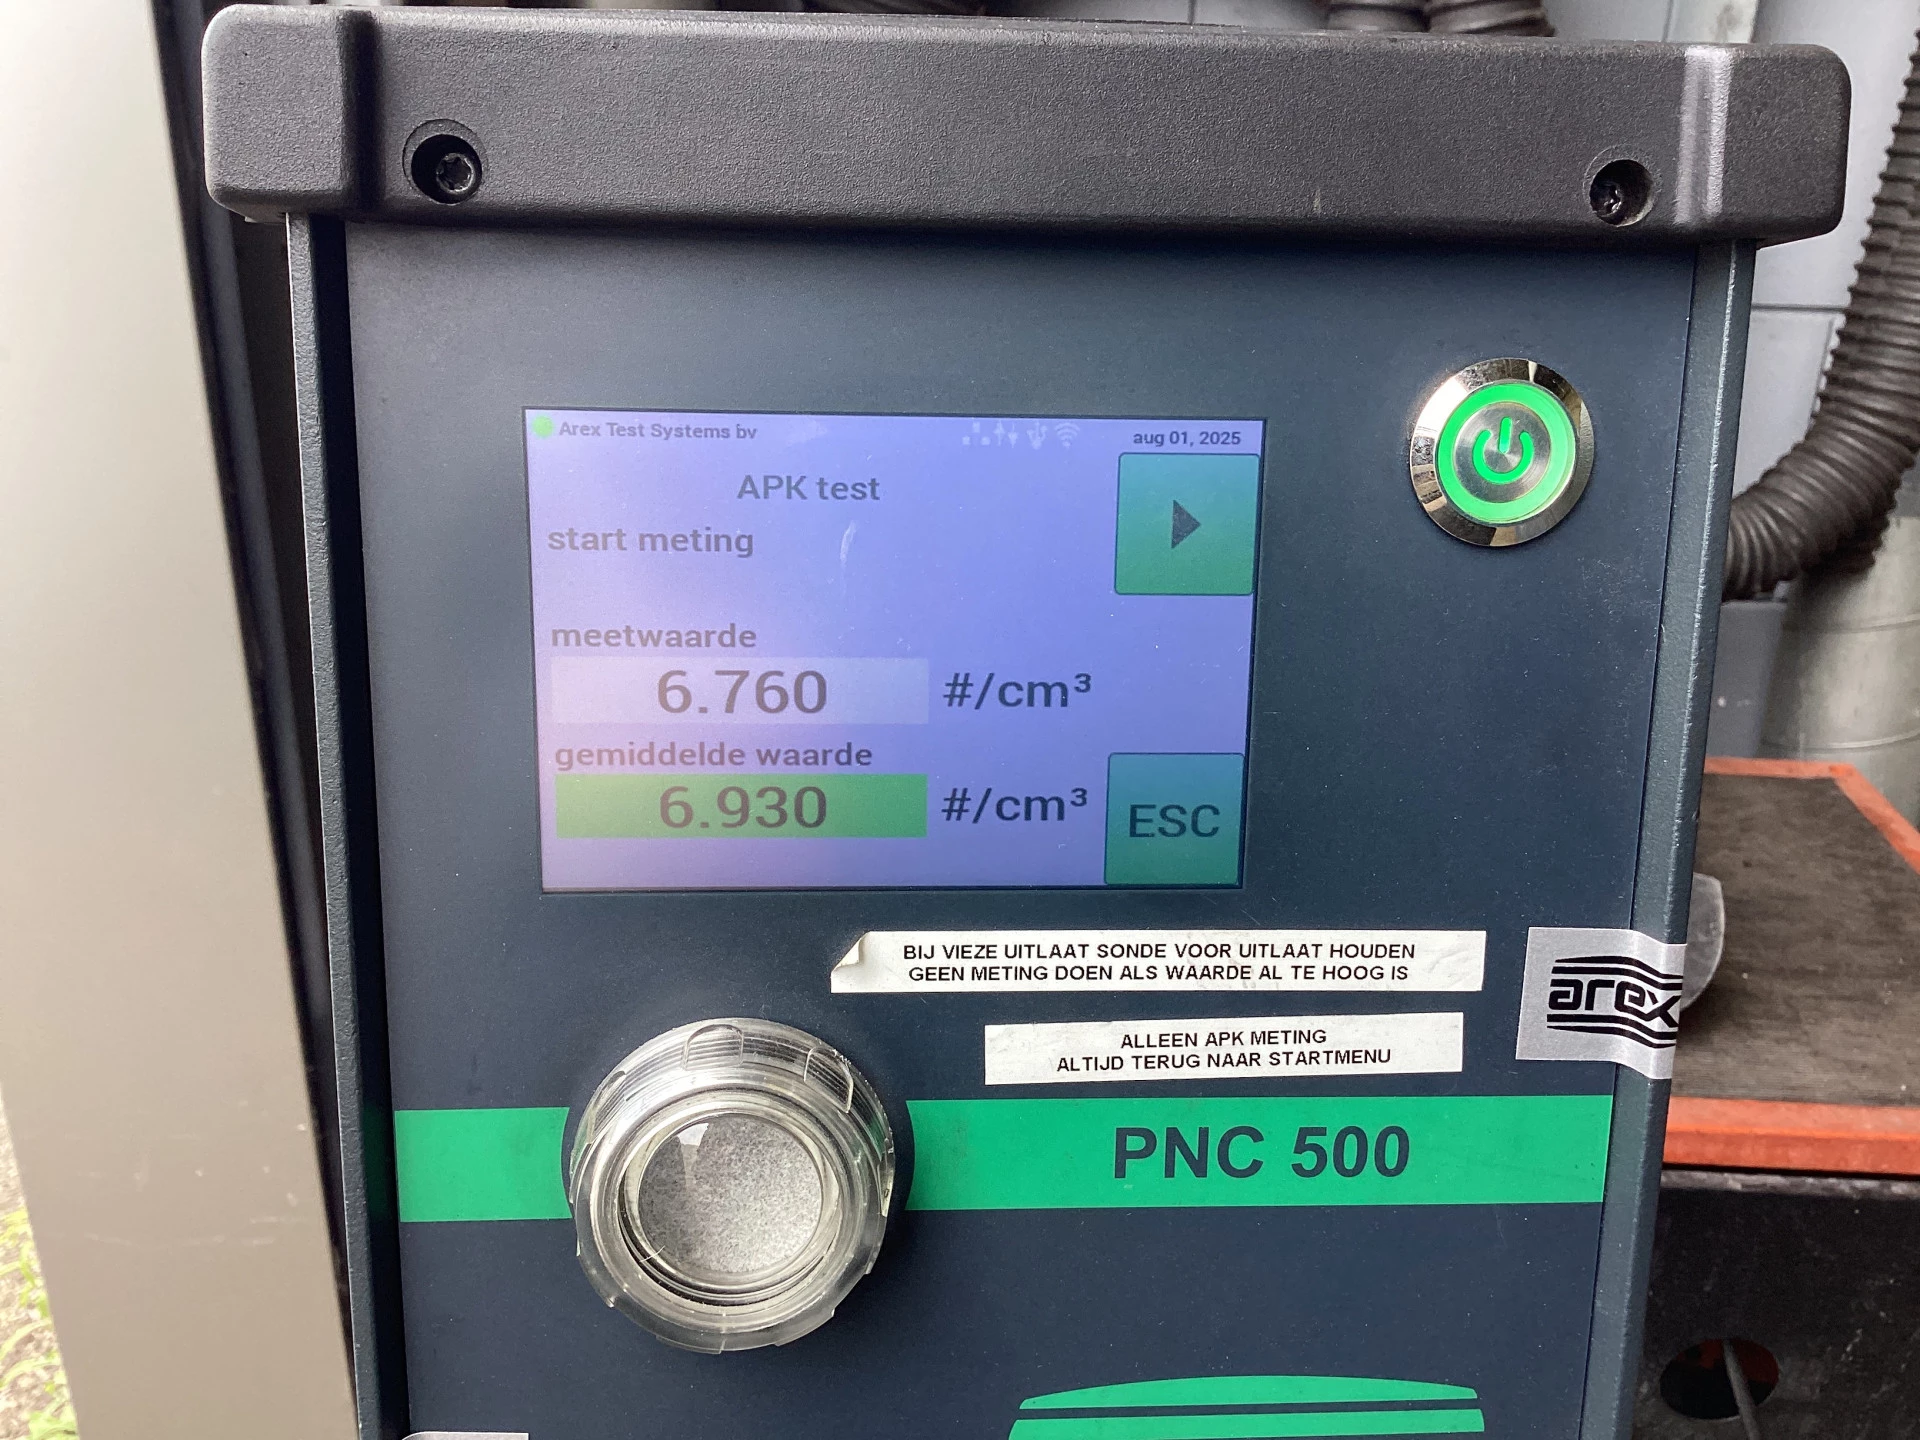 Arex Test Systems bv
aug 01, 2025
APK test
start meting
meetwaarde
6.760 #/cm³
gemiddelde waarde
6.930 #/cm³
ESC
BIJ VIEZE UITLAAT SONDE VOOR UITLAAT HOUDEN
GEEN METING DOEN ALS WAARDE AL TE HOOG IS
arex
ALLEEN APK METING
ALTIJD TERUG NAAR STARTMENU
PNC 500